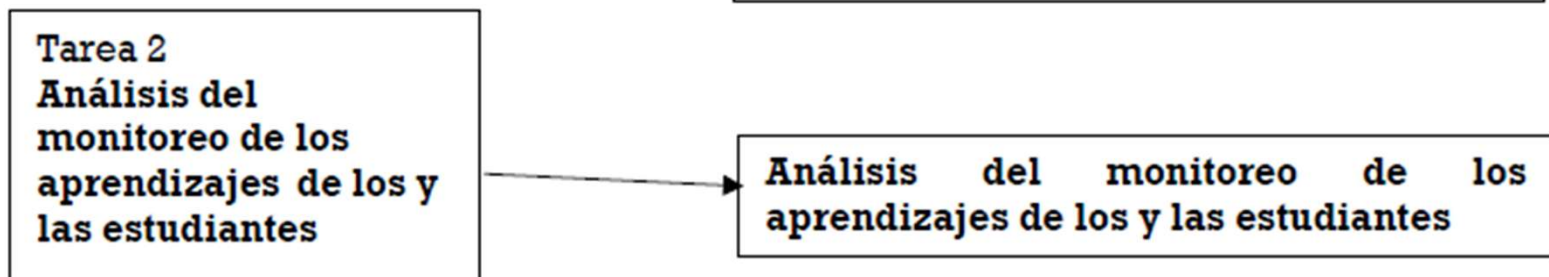 Tarea 2
Análisis del
monitoreo de los
aprendizajes de los y
las estudiantes
Análisis del monitoreo de los
aprendizajes de los y las estudiantes